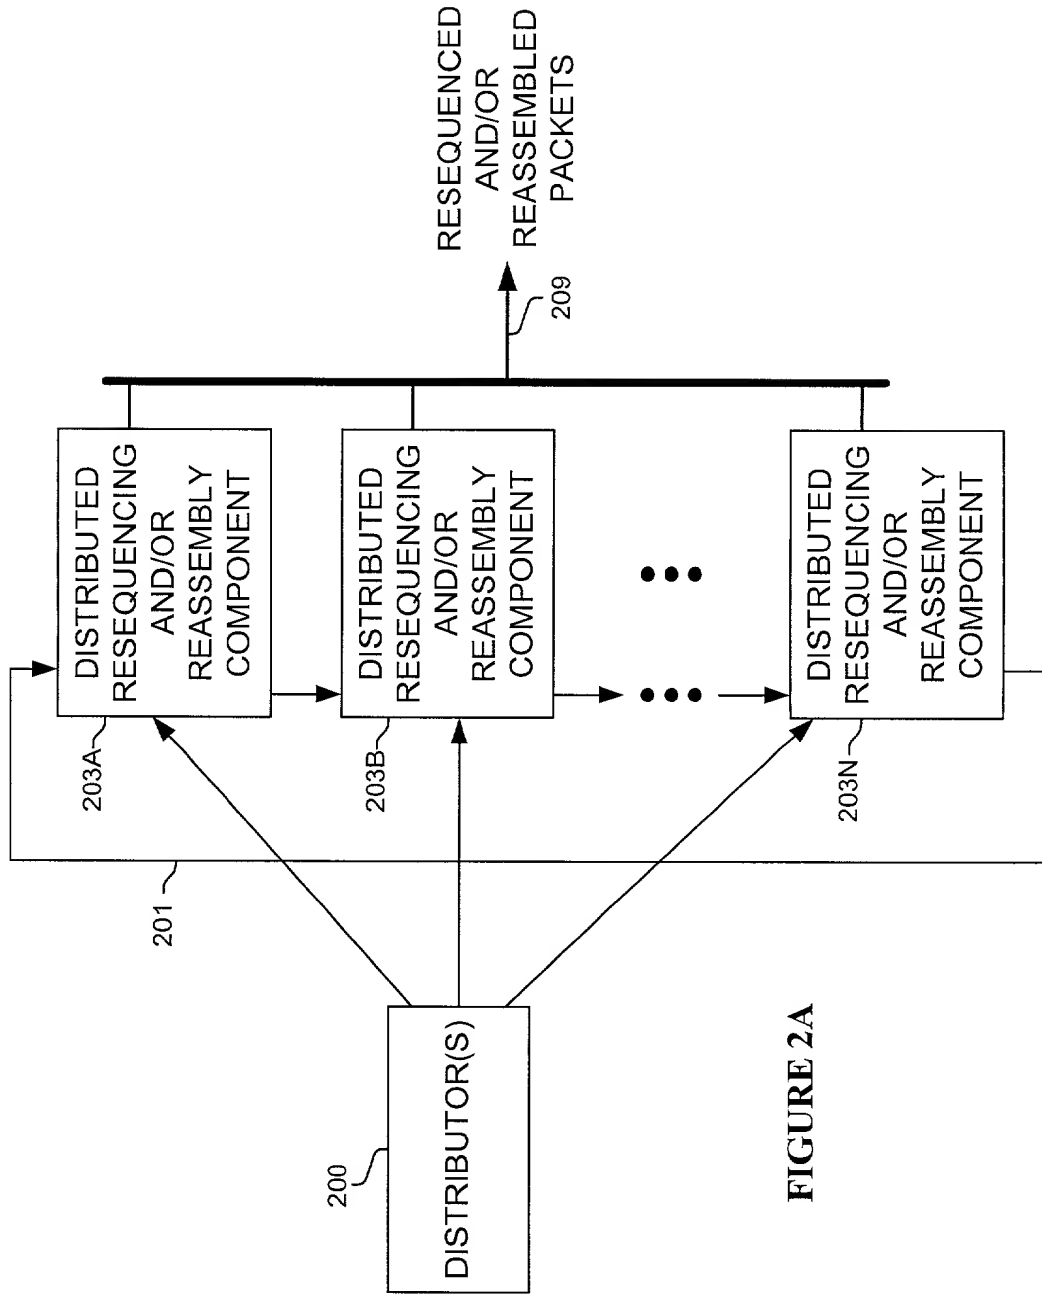 200
DISTRIBUTOR(S)
201
203A
DISTRIBUTED
RESEQUENCING
AND/OR
REASSEMBLY
COMPONENT
203B
DISTRIBUTED
RESEQUENCING
AND/OR
REASSEMBLY
COMPONENT
203N
DISTRIBUTED
RESEQUENCING
AND/OR
REASSEMBLY
COMPONENT
209
RESEQUENCED
AND/OR
REASSEMBLED
PACKETS
FIGURE 2A